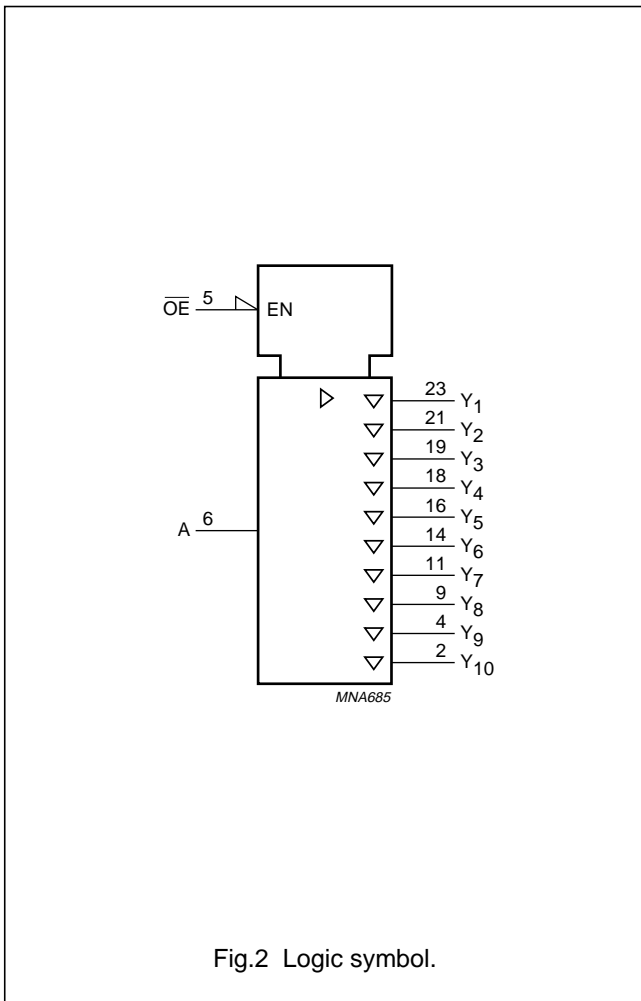 OE 5 EN
23 Y1
21 Y2
19 Y3
18 Y4
16 Y5
A 6
14 Y6
11 Y7
9 Y8
4 Y9
2 Y10
MNA685
Fig.2 Logic symbol.